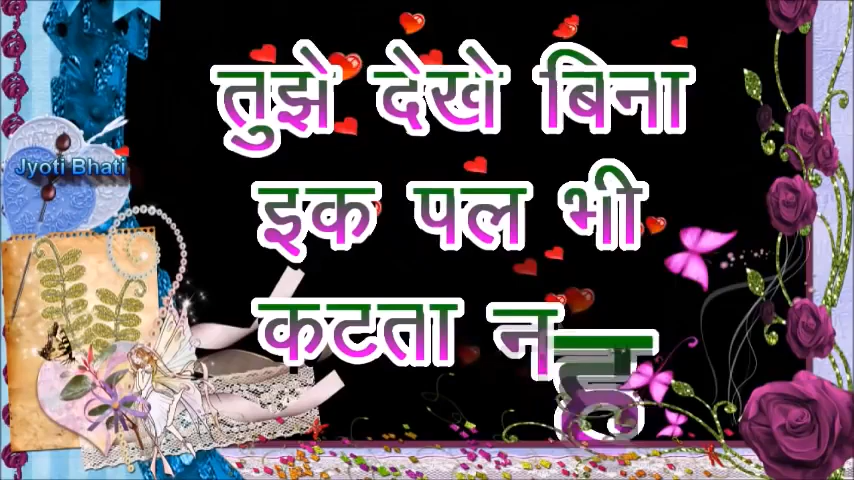 तुझे देखे बिना
इक पल भी
कटता न ह
Jyoti Bhati